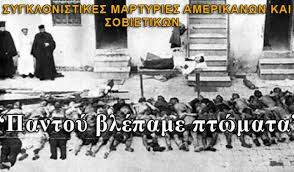 ΣΥΓΚΛΟΝΙΣΤΙΚΕΣ ΜΑΡΤΥΡΙΕΣ ΑΜΕΡΙΚΑΝΩΝ ΚΑΙ
ΣΟΒΙΕΤΙΚΩΝ
"Παντού βλέπαμε πτώματα"